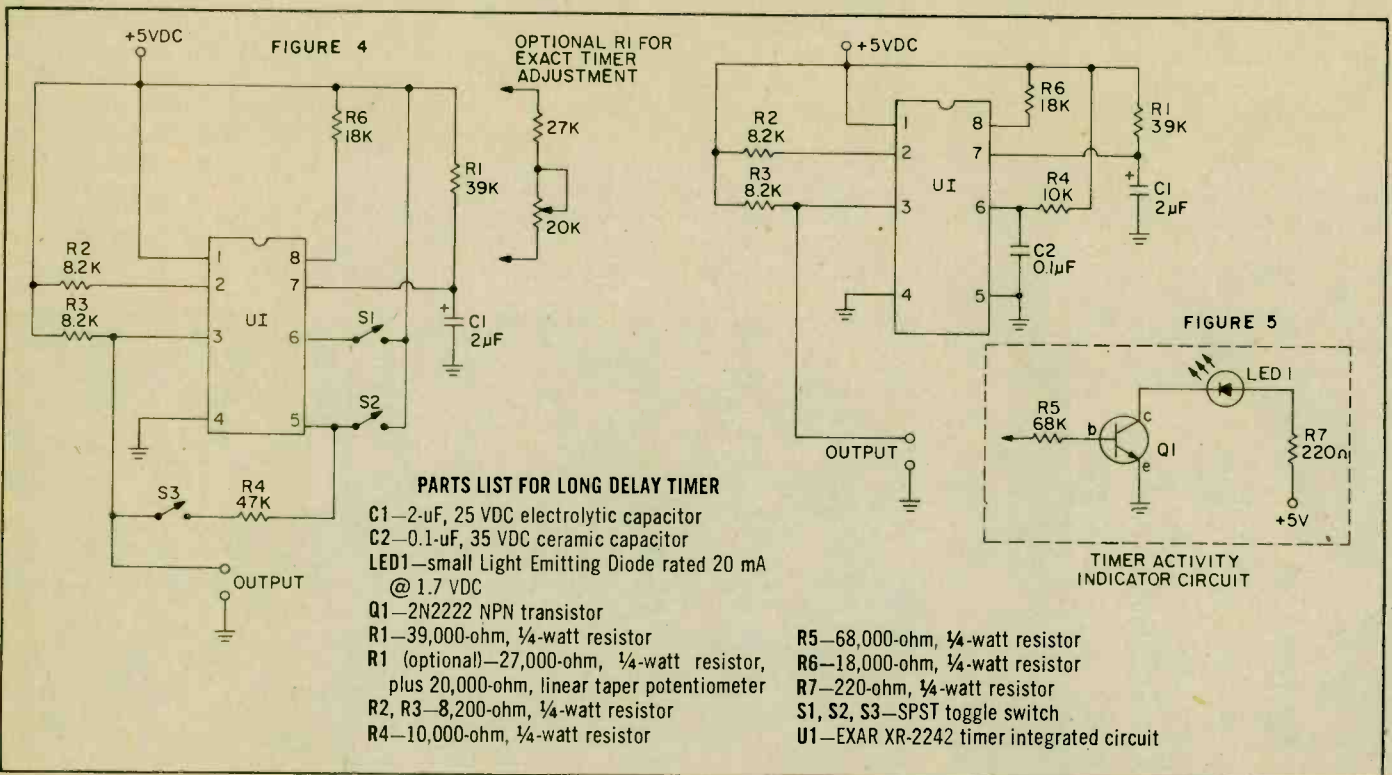 +5VDC
FIGURE 4
OPTIONAL R1 FOR
EXACT TIMER
ADJUSTMENT
R6
18K
27K
R1
39K
20K
R2
8.2K
R3
8.2K
U1
1
2
3
4
8
7
6
5
S1
S2
C1
+
2µF
S3
R4
47K
OUTPUT
+5VDC
R6
18K
R1
39K
R2
8.2K
R3
8.2K
U1
1
2
3
4
8
7
6
5
R4
10K
+
C1
2µF
C2
0.1µF
OUTPUT
FIGURE 5
LED1
R5
68K
b
c
e
Q1
R7
220Ω
+5V
TIMER ACTIVITY
INDICATOR CIRCUIT
PARTS LIST FOR LONG DELAY TIMER
C1—2-uF, 25 VDC electrolytic capacitor
C2—0.1-uF, 35 VDC ceramic capacitor
LED1—small Light Emitting Diode rated 20 mA
@ 1.7 VDC
Q1—2N2222 NPN transistor
R1—39,000-ohm, ¼-watt resistor
R1 (optional)—27,000-ohm, ¼-watt resistor,
plus 20,000-ohm, linear taper potentiometer
R2, R3—8,200-ohm, ¼-watt resistor
R4—10,000-ohm, ¼-watt resistor
R5—68,000-ohm, ¼-watt resistor
R6—18,000-ohm, ¼-watt resistor
R7—220-ohm, ¼-watt resistor
S1, S2, S3—SPST toggle switch
U1—EXAR XR-2242 timer integrated circuit